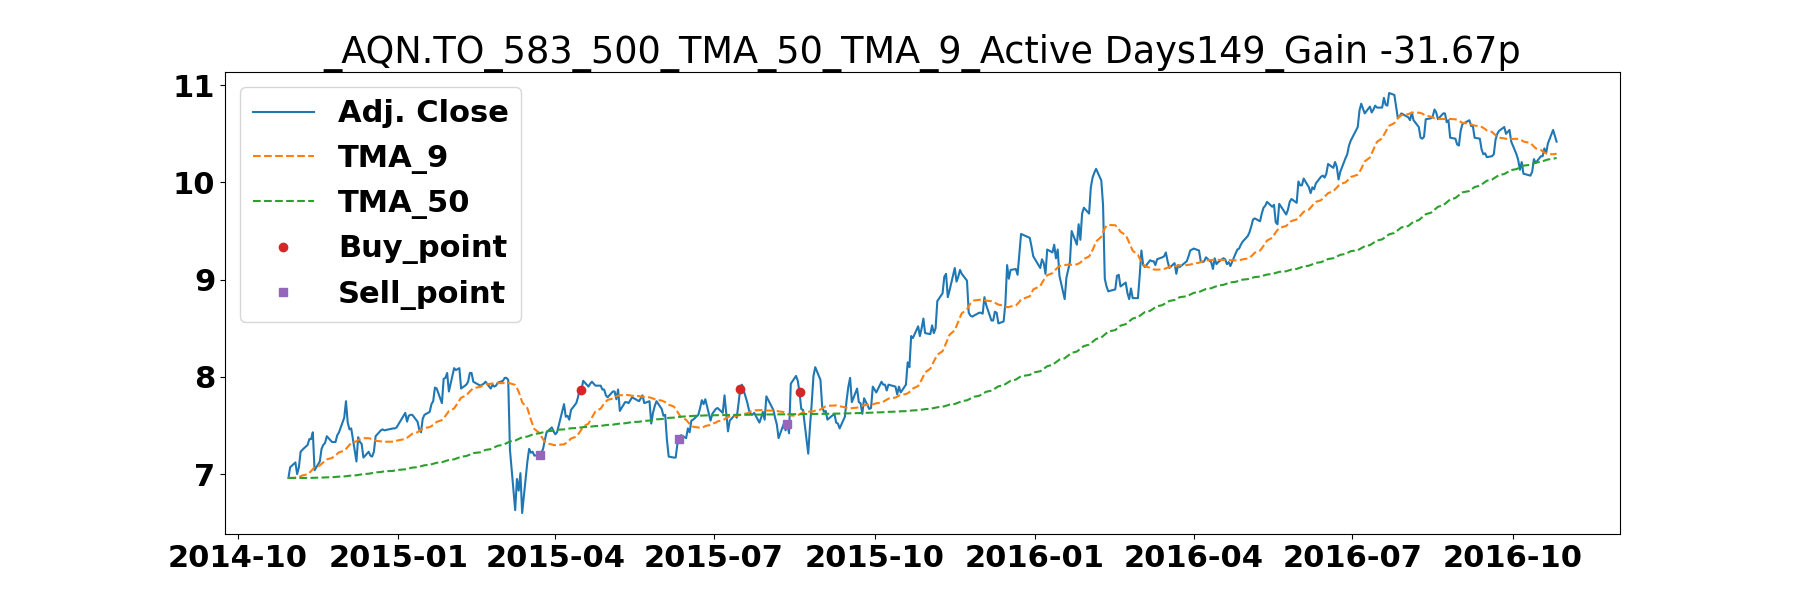 _AQN.TO_583_500_TMA_50_TMA_9_Active Days149_Gain -31.67p
11
10
9
8
7
Adj. Close
TMA_9
TMA_50
Buy_point
Sell_point
2014-10 2015-01 2015-04 2015-07 2015-10 2016-01 2016-04 2016-07 2016-10